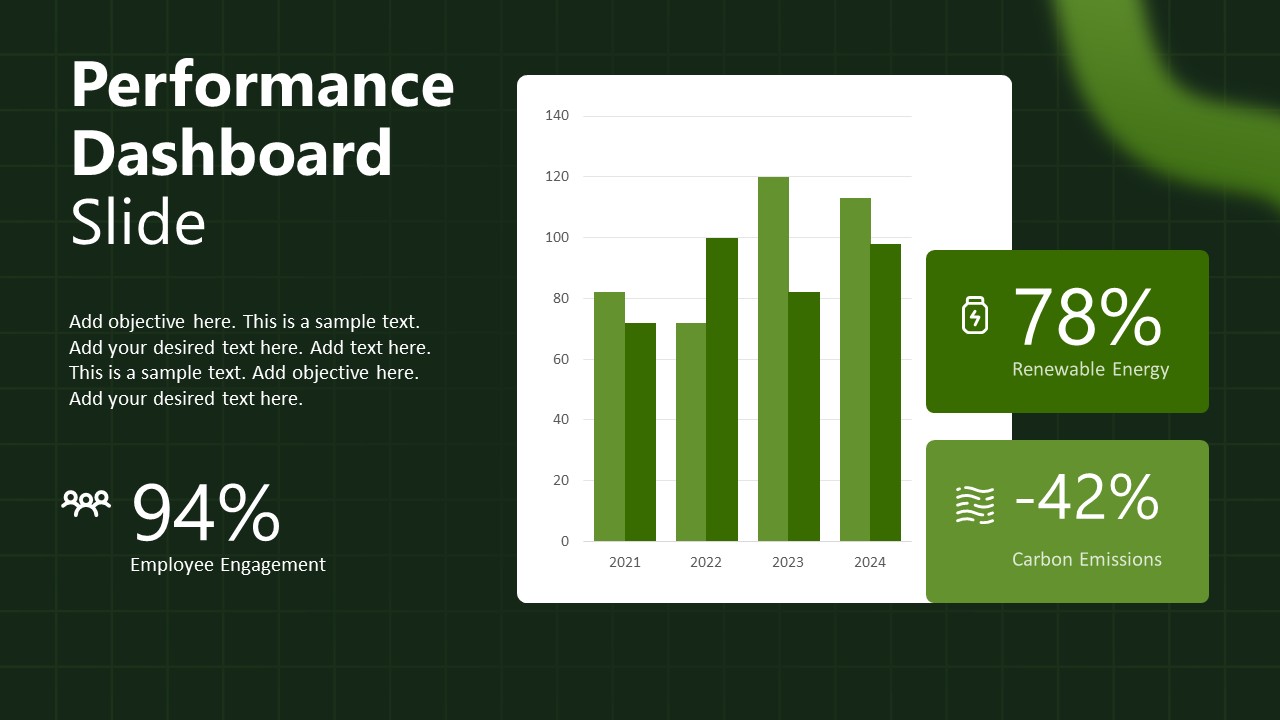 Performance
Dashboard
Slide
Add objective here. This is a sample text.
Add your desired text here. Add text here.
This is a sample text. Add objective here.
Add your desired text here.
94%
Employee Engagement
140
120
100
80
60
40
20
0
2021
2022
2023
2024
78%
Renewable Energy
-42%
Carbon Emissions